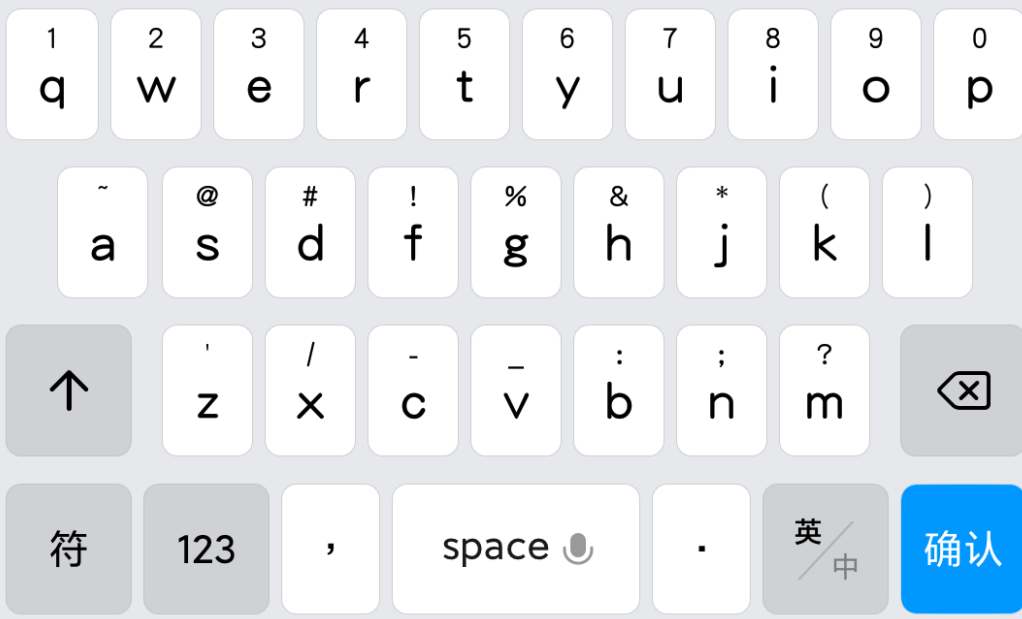 1 2 3 4 5 6 7 8 9 0
q w e r t y u i o p
~ @ # ! % & * ( )
a s d f g h j k l
' / - _ : ; ?
z x c v b n m
符 123 , space . 英/中 确认